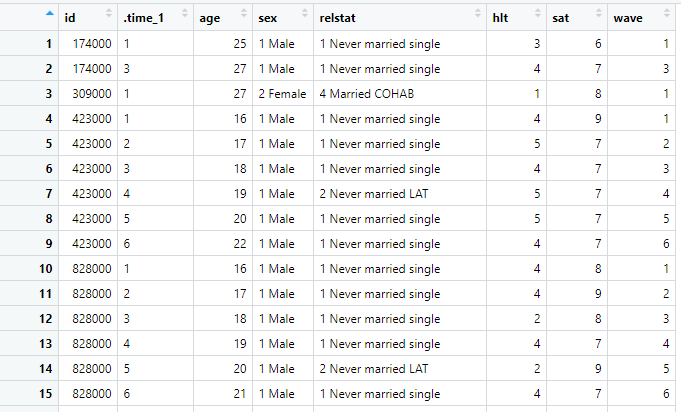 id .time_1 age sex relstat hlt sat wave
1 174000 1 25 1 Male 1 Never married single 3 6 1
2 174000 3 27 1 Male 1 Never married single 4 7 3
3 309000 1 27 2 Female 4 Married COHAB 1 8 1
4 423000 1 16 1 Male 1 Never married single 4 9 1
5 423000 2 17 1 Male 1 Never married single 5 7 2
6 423000 3 18 1 Male 1 Never married single 4 7 3
7 423000 4 19 1 Male 2 Never married LAT 5 7 4
8 423000 5 20 1 Male 1 Never married single 5 7 5
9 423000 6 22 1 Male 1 Never married single 4 7 6
10 828000 1 16 1 Male 1 Never married single 4 8 1
11 828000 2 17 1 Male 1 Never married single 4 9 2
12 828000 3 18 1 Male 1 Never married single 2 8 3
13 828000 4 19 1 Male 1 Never married single 4 7 4
14 828000 5 20 1 Male 2 Never married LAT 2 9 5
15 828000 6 21 1 Male 1 Never married single 4 7 6